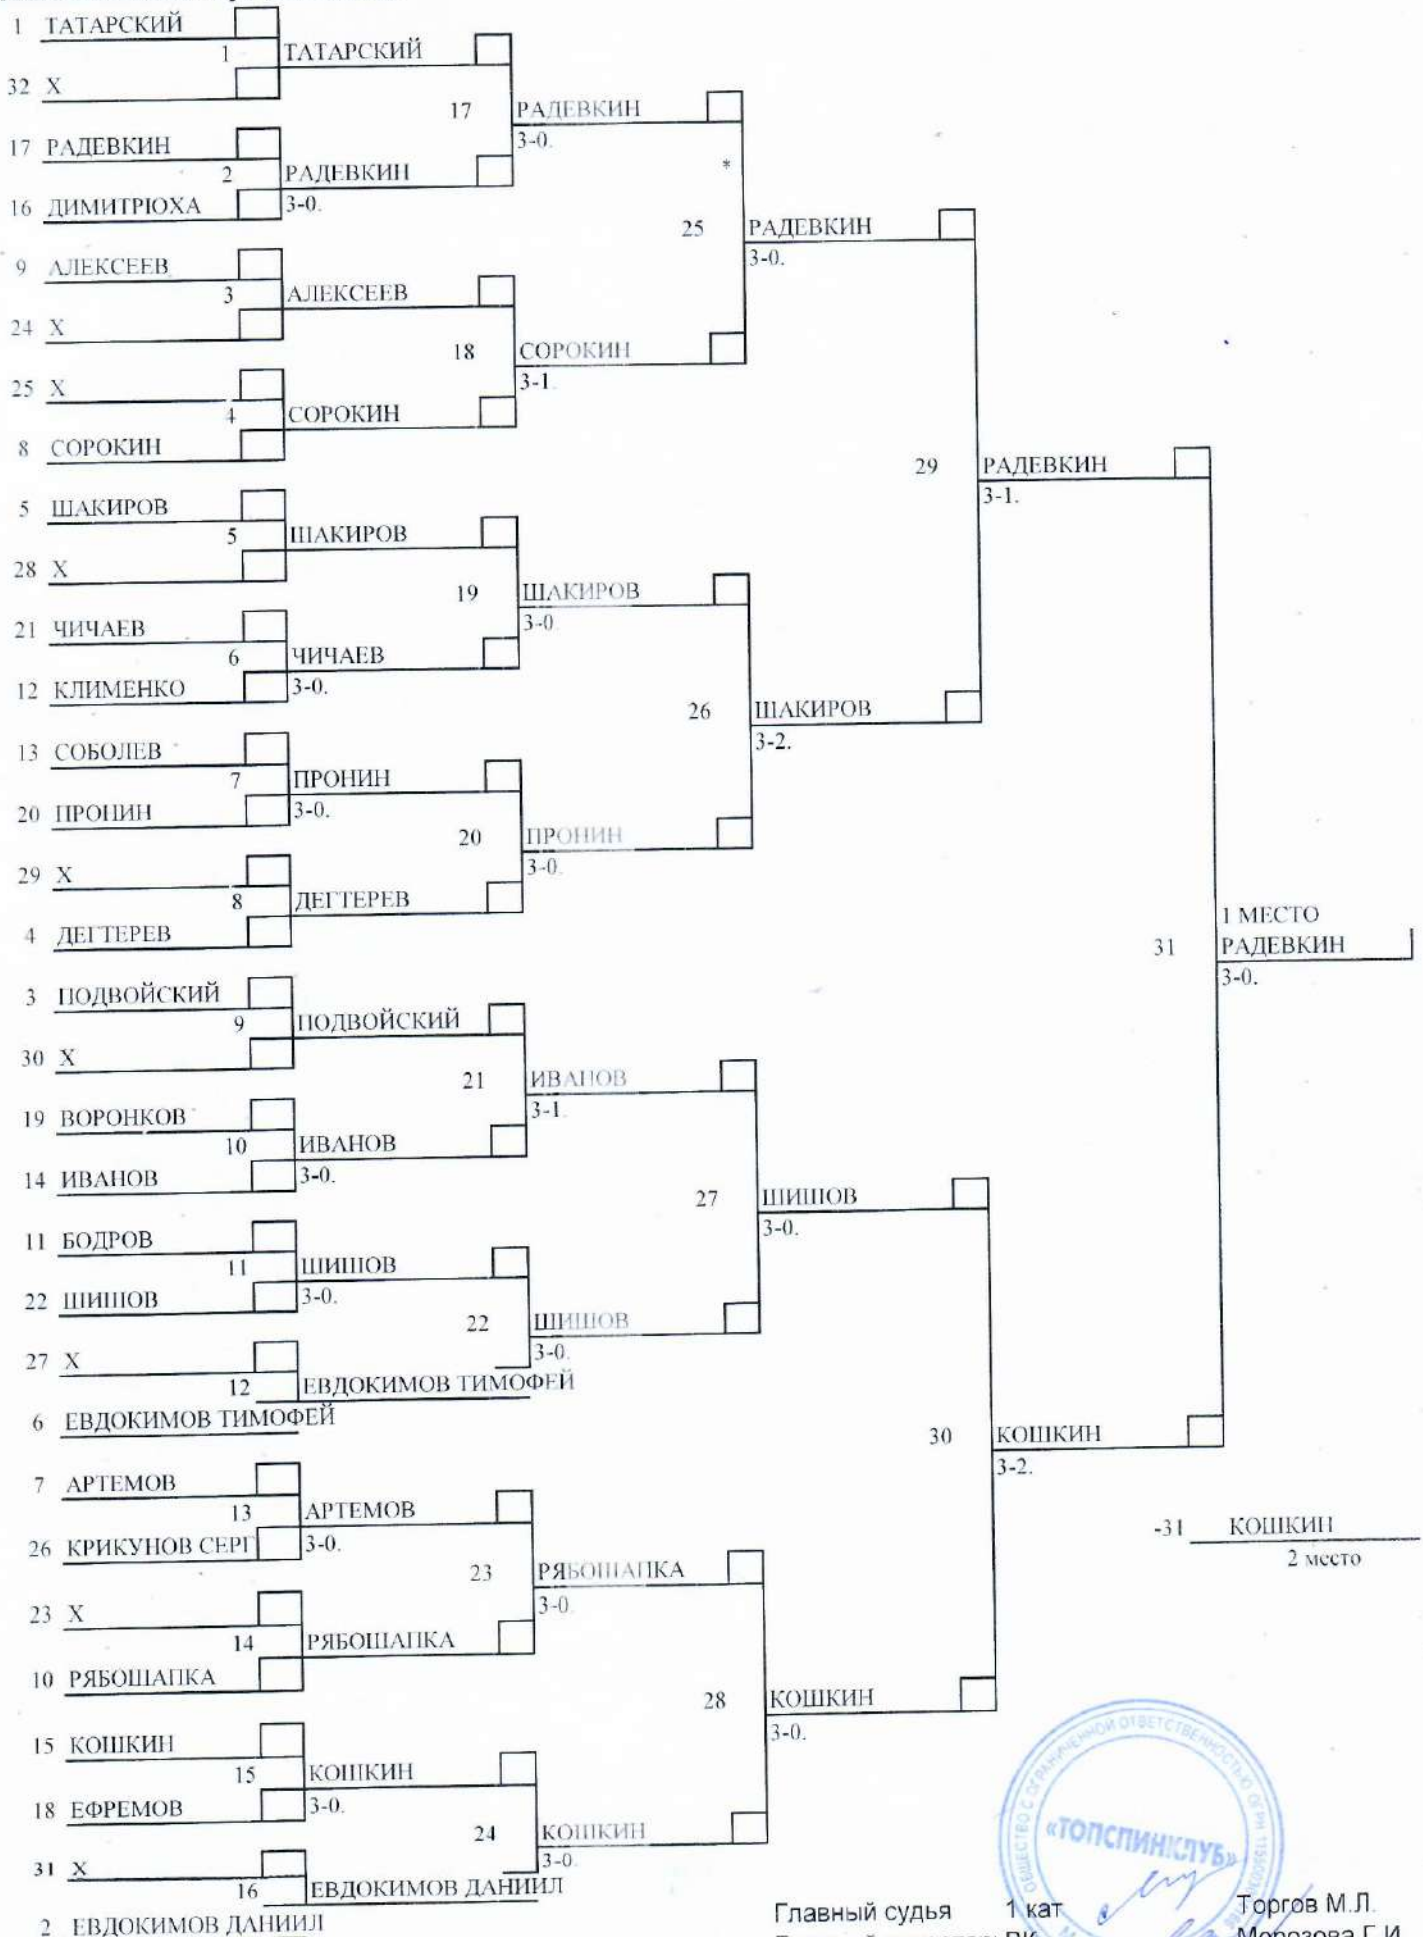 1 ТАТАРСКИЙ
1 ТАТАРСКИЙ
32 X
17 РАДЕВКИН
3-0.
17 РАДЕВКИН
2 РАДЕВКИН
3-0.
16 ДИМИТРЮХА
*
25 РАДЕВКИН
3-0.
9 АЛЕКСЕЕВ
3 АЛЕКСЕЕВ
24 X
18 СОРОКИН
3-1.
25 X
4 СОРОКИН
8 СОРОКИН
29 РАДЕВКИН
3-1.
5 ШАКИРОВ
5 ШАКИРОВ
28 X
19 ШАКИРОВ
3-0.
21 ЧИЧАЕВ
6 ЧИЧАЕВ
3-0.
12 КЛИМЕНКО
26 ШАКИРОВ
3-2.
13 СОБОЛЕВ
7 ПРОНИН
3-0.
20 ПРОНИН
20 ПРОНИН
3-0.
29 X
8 ДЕГТЕРЕВ
4 ДЕГТЕРЕВ
1 МЕСТО
31 РАДЕВКИН
3-0.
3 ПОДВОЙСКИЙ
9 ПОДВОЙСКИЙ
30 X
21 ИВАНОВ
3-1.
19 ВОРОНКОВ
10 ИВАНОВ
3-0.
14 ИВАНОВ
27 ШИШОВ
3-0.
11 БОДРОВ
11 ШИШОВ
3-0.
22 ШИШОВ
22 ШИШОВ
3-0.
27 X
12 ЕВДОКИМОВ ТИМОФЕЙ
6 ЕВДОКИМОВ ТИМОФЕЙ
30 КОШКИН
3-2.
7 АРТЕМОВ
13 АРТЕМОВ
3-0.
26 КРИКУНОВ СЕРГ
-31 КОШКИН
2 место
23 РЯБОШАПКА
3-0.
23 X
14 РЯБОШАПКА
10 РЯБОШАПКА
28 КОШКИН
3-0.
15 КОШКИН
15 КОШКИН
3-0.
18 ЕФРЕМОВ
24 КОШКИН
3-0.
31 X
16 ЕВДОКИМОВ ДАНИИЛ
2 ЕВДОКИМОВ ДАНИИЛ
ОБЩЕСТВО С ОГРАНИЧЕННОЙ ОТВЕТСТВЕННОСТЬЮ ОГРН
«ТОПСПИНКЛУБ»
Главный судья 1 кат Торгов М.Л.
Морозова Г.И.